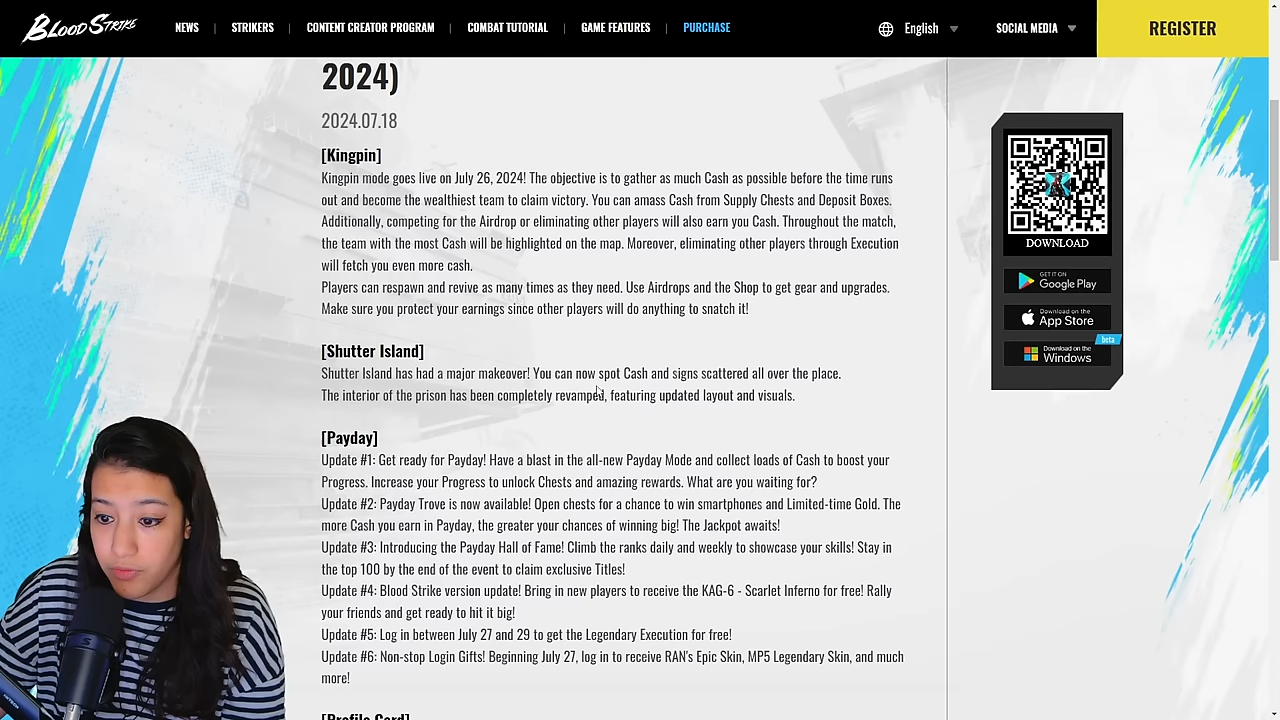 BLOOD STRIKE
NEWS
STRIKERS
CONTENT CREATOR PROGRAM
COMBAT TUTORIAL
GAME FEATURES
PURCHASE
English
SOCIAL MEDIA
REGISTER
2024)
2024.07.18
[Kingpin]
Kingpin mode goes live on July 26, 2024! The objective is to gather as much Cash as possible before the time runs
out and become the wealthiest team to claim victory. You can amass Cash from Supply Chests and Deposit Boxes.
Additionally, competing for the Airdrop or eliminating other players will also earn you Cash. Throughout the match,
the team with the most Cash will be highlighted on the map. Moreover, eliminating other players through Execution
will fetch you even more cash.
Players can respawn and revive as many times as they need. Use Airdrops and the Shop to get gear and upgrades.
Make sure you protect your earnings since other players will do anything to snatch it!
[Shutter Island]
Shutter Island has had a major makeover! You can now spot Cash and signs scattered all over the place.
The interior of the prison has been completely revamped, featuring updated layout and visuals.
[Payday]
Update #1: Get ready for Payday! Have a blast in the all-new Payday Mode and collect loads of Cash to boost your
Progress. Increase your Progress to unlock Chests and amazing rewards. What are you waiting for?
Update #2: Payday Trove is now available! Open chests for a chance to win smartphones and Limited-time Gold. The
more Cash you earn in Payday, the greater your chances of winning big! The Jackpot awaits!
Update #3: Introducing the Payday Hall of Fame! Climb the ranks daily and weekly to showcase your skills! Stay in
the top 100 by the end of the event to claim exclusive Titles!
Update #4: Blood Strike version update! Bring in new players to receive the KAG-6 - Scarlet Inferno for free! Rally
your friends and get ready to hit it big!
Update #5: Log in between July 27 and 29 to get the Legendary Execution for free!
Update #6: Non-stop Login Gifts! Beginning July 27, log in to receive RAN's Epic Skin, MP5 Legendary Skin, and much
more!
[Profile Card]
DOWNLOAD
GET IT ON
Google Play
Download on the
App Store
beta
Download on the
Windows